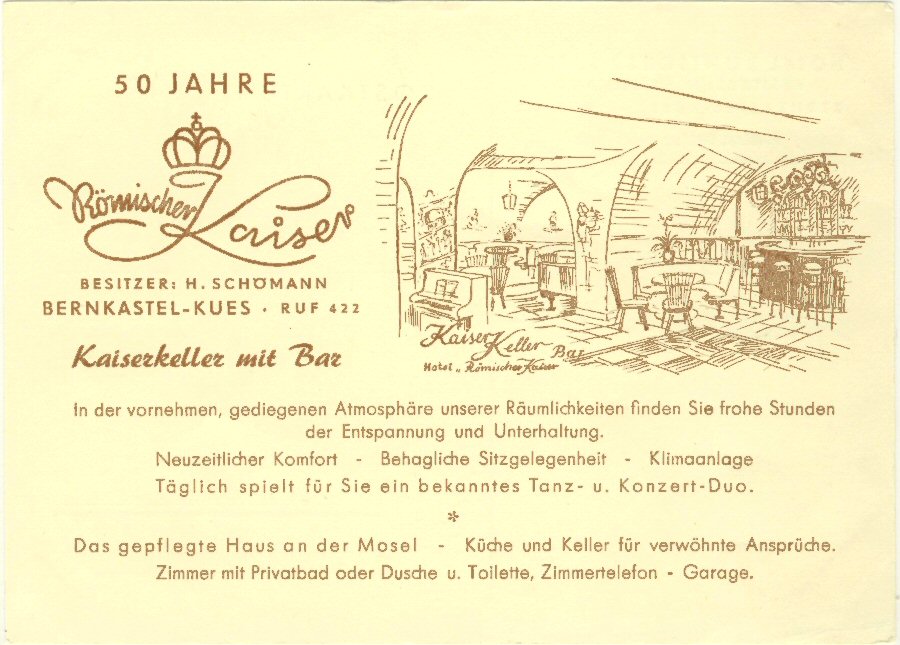 50 JAHRE
Römischer Kaiser
BESITZER: H. SCHÖMANN
BERNKASTEL-KUES · RUF 422
Kaiserkeller mit Bar
Kaiser Keller Bar
Hotel „Römischer Kaiser
In der vornehmen, gediegenen Atmosphäre unserer Räumlichkeiten finden Sie frohe Stunden
der Entspannung und Unterhaltung.
Neuzeitlicher Komfort - Behagliche Sitzgelegenheit - Klimaanlage
Täglich spielt für Sie ein bekanntes Tanz- u. Konzert-Duo.
*
Das gepflegte Haus an der Mosel - Küche und Keller für verwöhnte Ansprüche.
Zimmer mit Privatbad oder Dusche u. Toilette, Zimmertelefon - Garage.